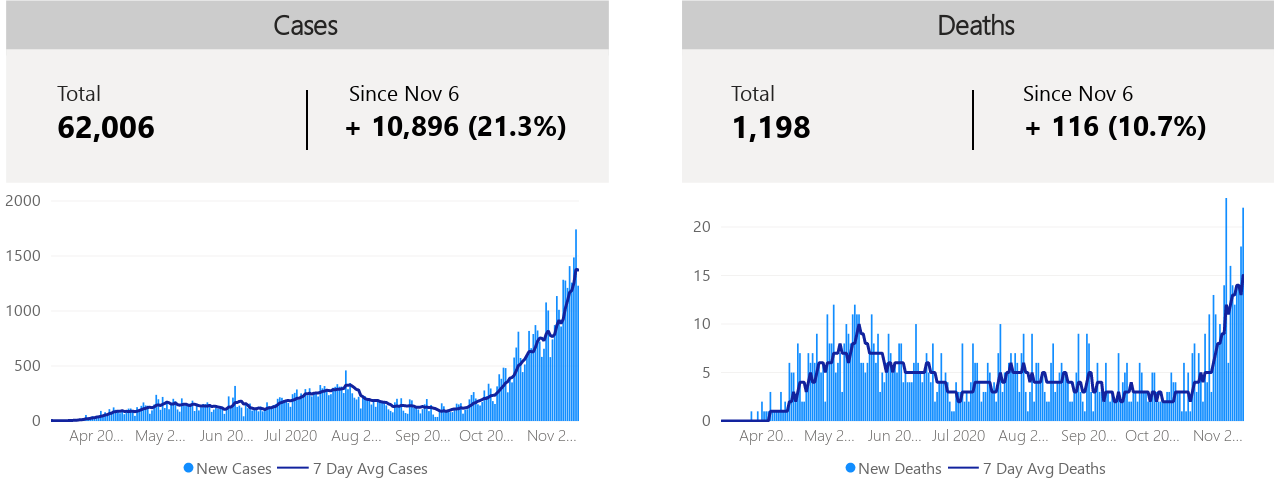 Cases
Total
Since Nov 6
62,006
+ 10,896 (21.3%)
2000
1500
1000
500
0
Apr 20... May 2... Jun 20... Jul 2020 Aug 2... Sep 20... Oct 20... Nov 2...
New Cases 7 Day Avg Cases
Deaths
Total
Since Nov 6
1,198
+ 116 (10.7%)
20
15
10
5
0
Apr 20... May 2... Jun 20... Jul 2020 Aug 2... Sep 20... Oct 20... Nov 2...
New Deaths 7 Day Avg Deaths